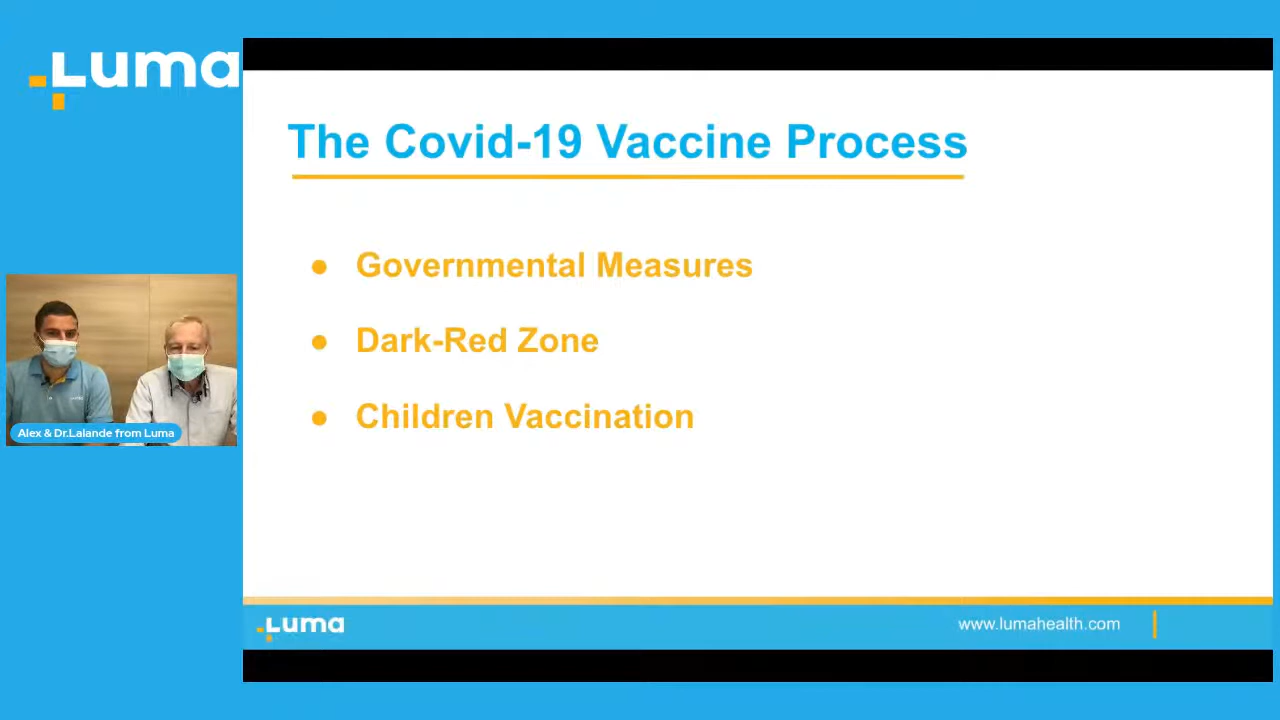 Luma
The Covid-19 Vaccine Process
● Governmental Measures
● Dark-Red Zone
● Children Vaccination
Alex & Dr.Lalande from Luma
Luma
www.lumahealth.com